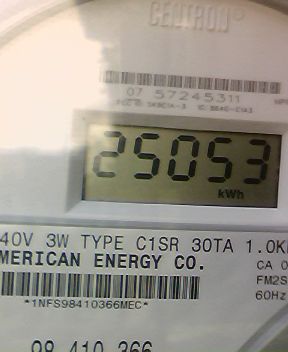 CENTRON®
07 57245311
25053
kWh
40V 3W TYPE C1SR 30TA 1.0K
MERICAN ENERGY CO.
CA 0
FM2S
60Hz
*1NFS98410366MEC*
98 410 366